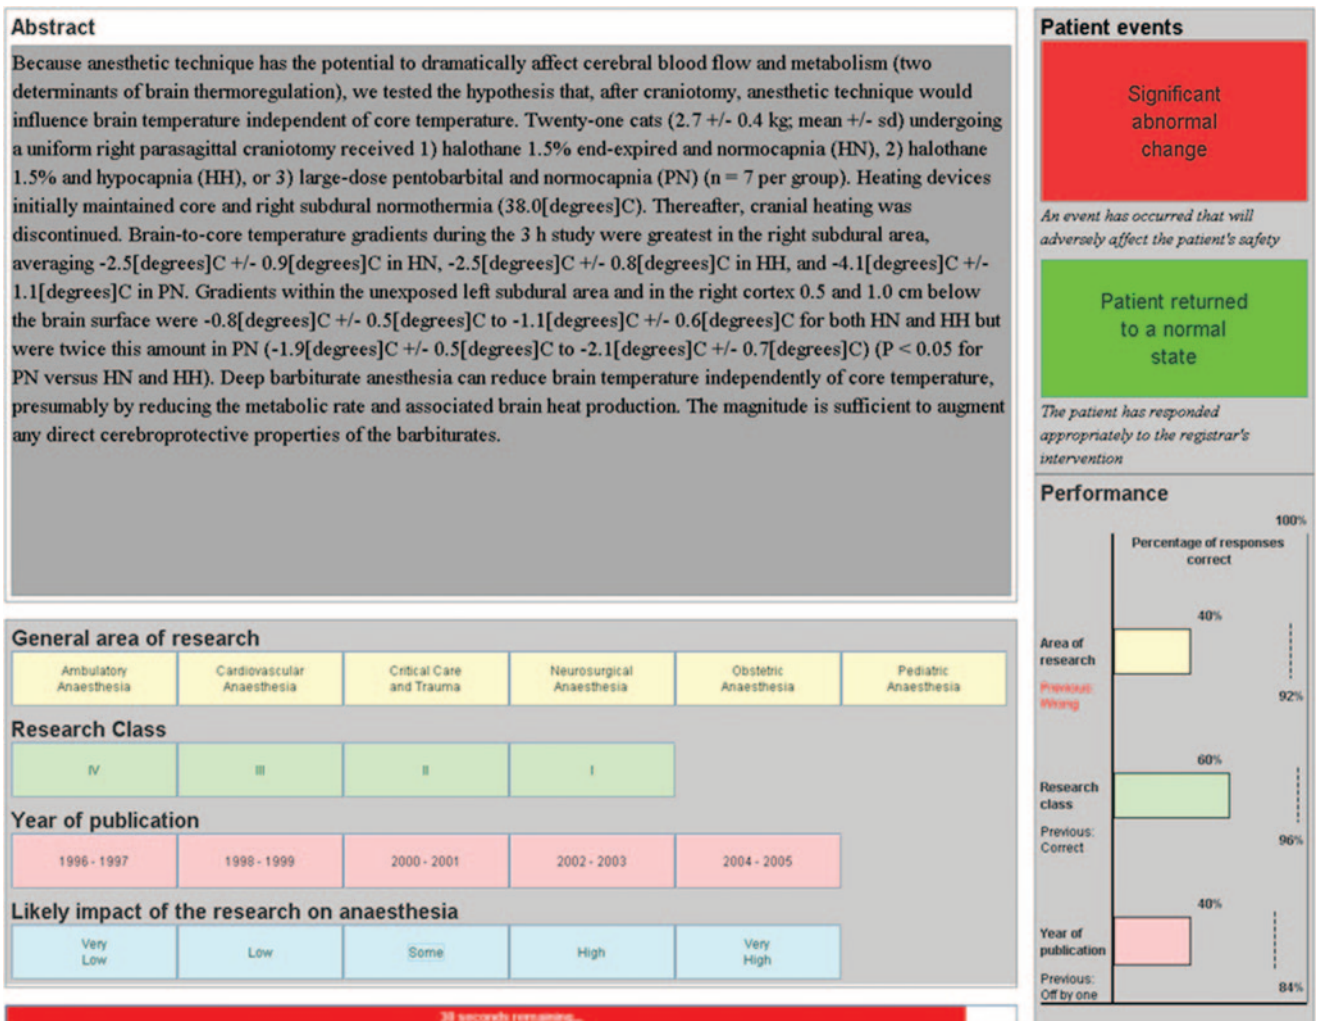 Abstract
Because anesthetic technique has the potential to dramatically affect cerebral blood flow and metabolism (two
determinants of brain thermoregulation), we tested the hypothesis that, after craniotomy, anesthetic technique would
influence brain temperature independent of core temperature. Twenty-one cats (2.7 +/- 0.4 kg; mean +/- sd) undergoing
a uniform right parasagittal craniotomy received 1) halothane 1.5% end-expired and normocapnia (HN), 2) halothane
1.5% and hypocapnia (HH), or 3) large-dose pentobarbital and normocapnia (PN) (n = 7 per group). Heating devices
initially maintained core and right subdural normothermia (38.0[degrees]C). Thereafter, cranial heating was
discontinued. Brain-to-core temperature gradients during the 3 h study were greatest in the right subdural area,
averaging -2.5[degrees]C +/- 0.9[degrees]C in HN, -2.5[degrees]C +/- 0.8[degrees]C in HH, and -4.1[degrees]C +/-
1.1[degrees]C in PN. Gradients within the unexposed left subdural area and in the right cortex 0.5 and 1.0 cm below
the brain surface were -0.8[degrees]C +/- 0.5[degrees]C to -1.1[degrees]C +/- 0.6[degrees]C for both HN and HH but
were twice this amount in PN (-1.9[degrees]C +/- 0.5[degrees]C to -2.1[degrees]C +/- 0.7[degrees]C) (P < 0.05 for
PN versus HN and HH). Deep barbiturate anesthesia can reduce brain temperature independently of core temperature,
presumably by reducing the metabolic rate and associated brain heat production. The magnitude is sufficient to augment
any direct cerebroprotective properties of the barbiturates.
General area of research
Ambulatory
Anaesthesia
Cardiovascular
Anaesthesia
Critical Care
and Trauma
Neurosurgical
Anaesthesia
Obstetric
Anaesthesia
Pediatric
Anaesthesia
Research Class
IV
III
II
I
Year of publication
1996 - 1997
1998 - 1999
2000 - 2001
2002 - 2003
2004 - 2005
Likely impact of the research on anaesthesia
Very
Low
Low
Some
High
Very
High
38 seconds remaining...
Patient events
Significant
abnormal
change
An event has occurred that will
adversely affect the patient's safety
Patient returned
to a normal
state
The patient has responded
appropriately to the registrar's
intervention
Performance
100%
Percentage of responses
correct
40%
Area of
research
Previous:
Wrong
92%
60%
Research
class
Previous:
Correct
96%
40%
Year of
publication
Previous:
Off by one
84%